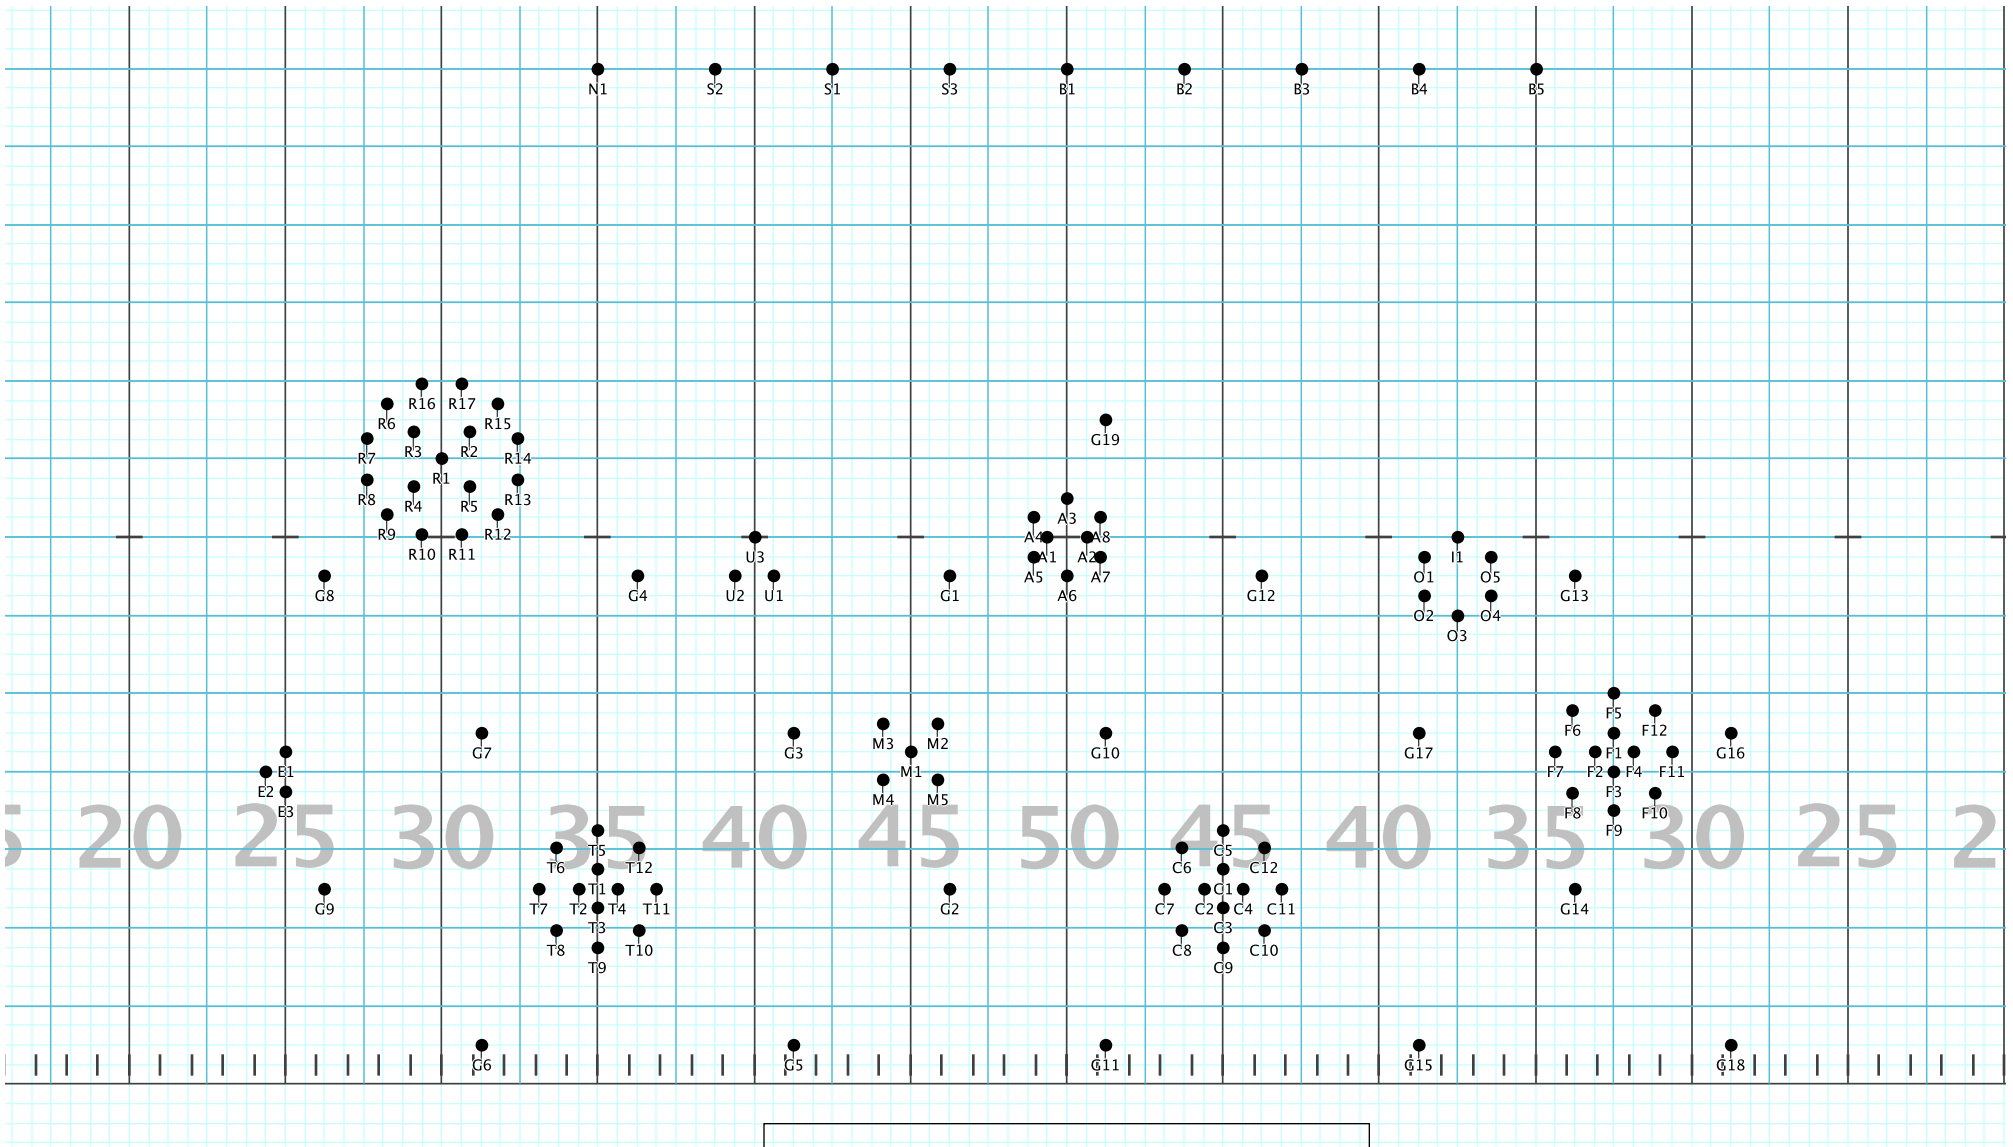 N1 S2 S1 S3 B1 B2 B3 B4 B5
R16 R17
R6 R15
G19
R3 R2
R7 R14
R1
R8 R4 R5 R13
A3
R9 R12 A4 A8
R10 R11 U3 A1 A2 I1
A5 A7 O1 O5
G8 G4 U2 U1 G1 A6 G12 G13
O2 O4
O3
F5
F6 F12
M3 M2
G7 G3 G10 G17 F1 G16
E1 M1 F7 F2 F4 F11
E2 F3
E3 M4 M5 F8 F10
F9
5 20 25 30 35 40 45 50 45 40 35 30 25 2
T5 C5
T6 T12 C6 C12
T1 C1
G9 T7 T2 T4 T11 G2 C7 C2 C4 C11 G14
T3 C3
T8 T10 C8 C10
T9 C9
G6 G5 G11 G15 G18